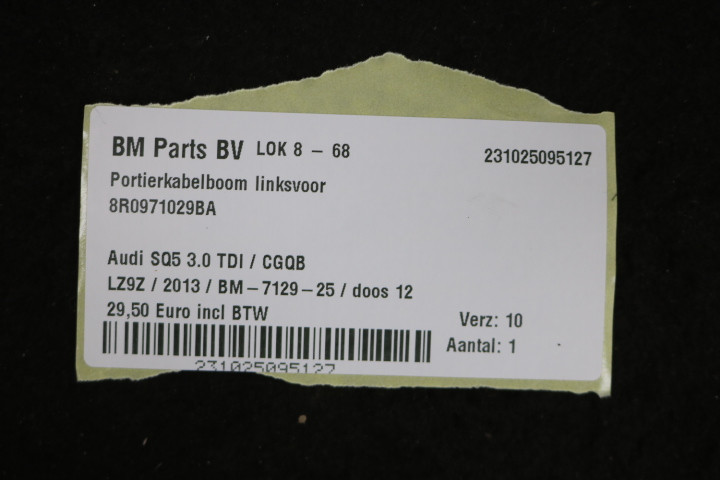 BM Parts BV LOK 8 - 68 231025095127
Portierkabelboom linksvoor
8R0971029BA
Audi SQ5 3.0 TDI / CGQB
LZ9Z / 2013 / BM-7129-25 / doos 12
29,50 Euro incl BTW
Verz: 10
Aantal: 1
231025095127